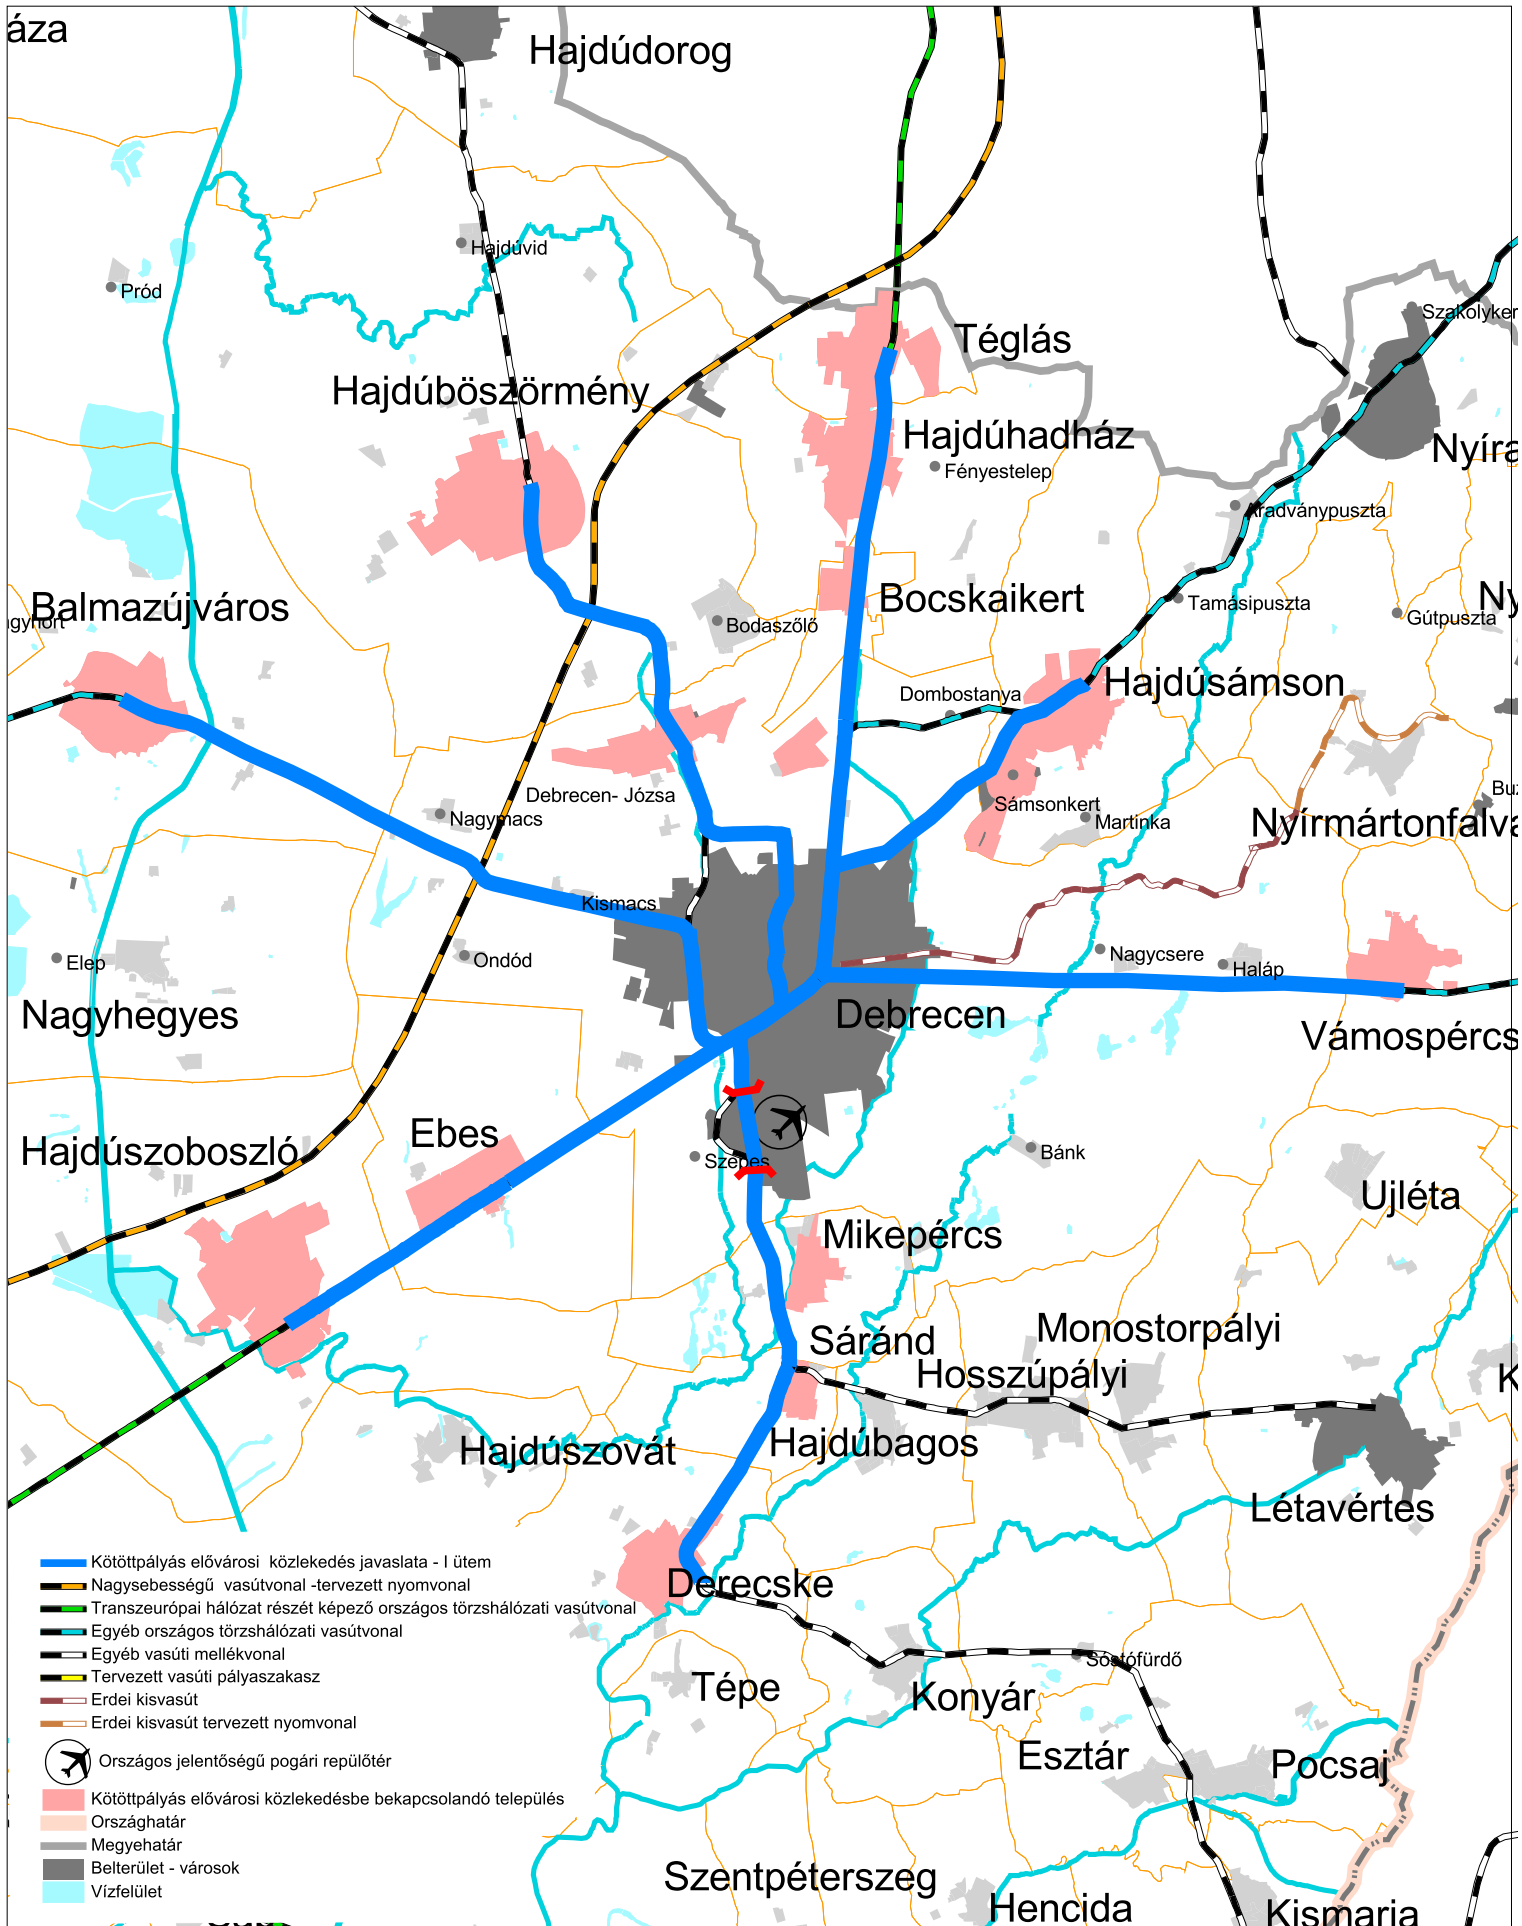 áza
Hajdúdorog
Hajdúvid
Pród
Szakolyker
Téglás
Hajdúböszörmény
Hajdúhadház
Nyíra
Fényestelep
Aradványpuszta
Balmazújváros
Bocskaikert
Tamásipuszta
Ny
Gútpuszta
Bodaszőlő
Hajdúsámson
Dombostanya
Debrecen- Józsa
Sámsonkert
Buz
Nagymacs
Martinka
Nyírmártonfalva
Kismacs
Elep
Ondód
Nagycsere
Haláp
Nagyhegyes
Debrecen
Vámospércs
Hajdúszoboszló
Ebes
Szepes
Bánk
Ujléta
Mikepércs
Sáránd
Monostorpályi
Hosszúpályi
K
Hajdúszovát
Hajdúbagos
Létavértes
Kötöttpályás elővárosi közlekedés javaslata - I ütem
Nagysebességű vasútvonal -tervezett nyomvonal
Derecske
Transzeurópai hálózat részét képező országos törzshálózati vasútvonal
Egyéb országos törzshálózati vasútvonal
Egyéb vasúti mellékvonal
Sóstófürdő
Tervezett vasúti pályaszakasz
Tépe
Konyár
Erdei kisvasút
Erdei kisvasút tervezett nyomvonal
Esztár
Pocsaj
Országos jelentőségű pogári repülőtér
Kötöttpályás elővárosi közlekedésbe bekapcsolandó település
Országhatár
Megyehatár
Belterület - városok
Szentpéterszeg
Vízfelület
Hencida
Kismarja